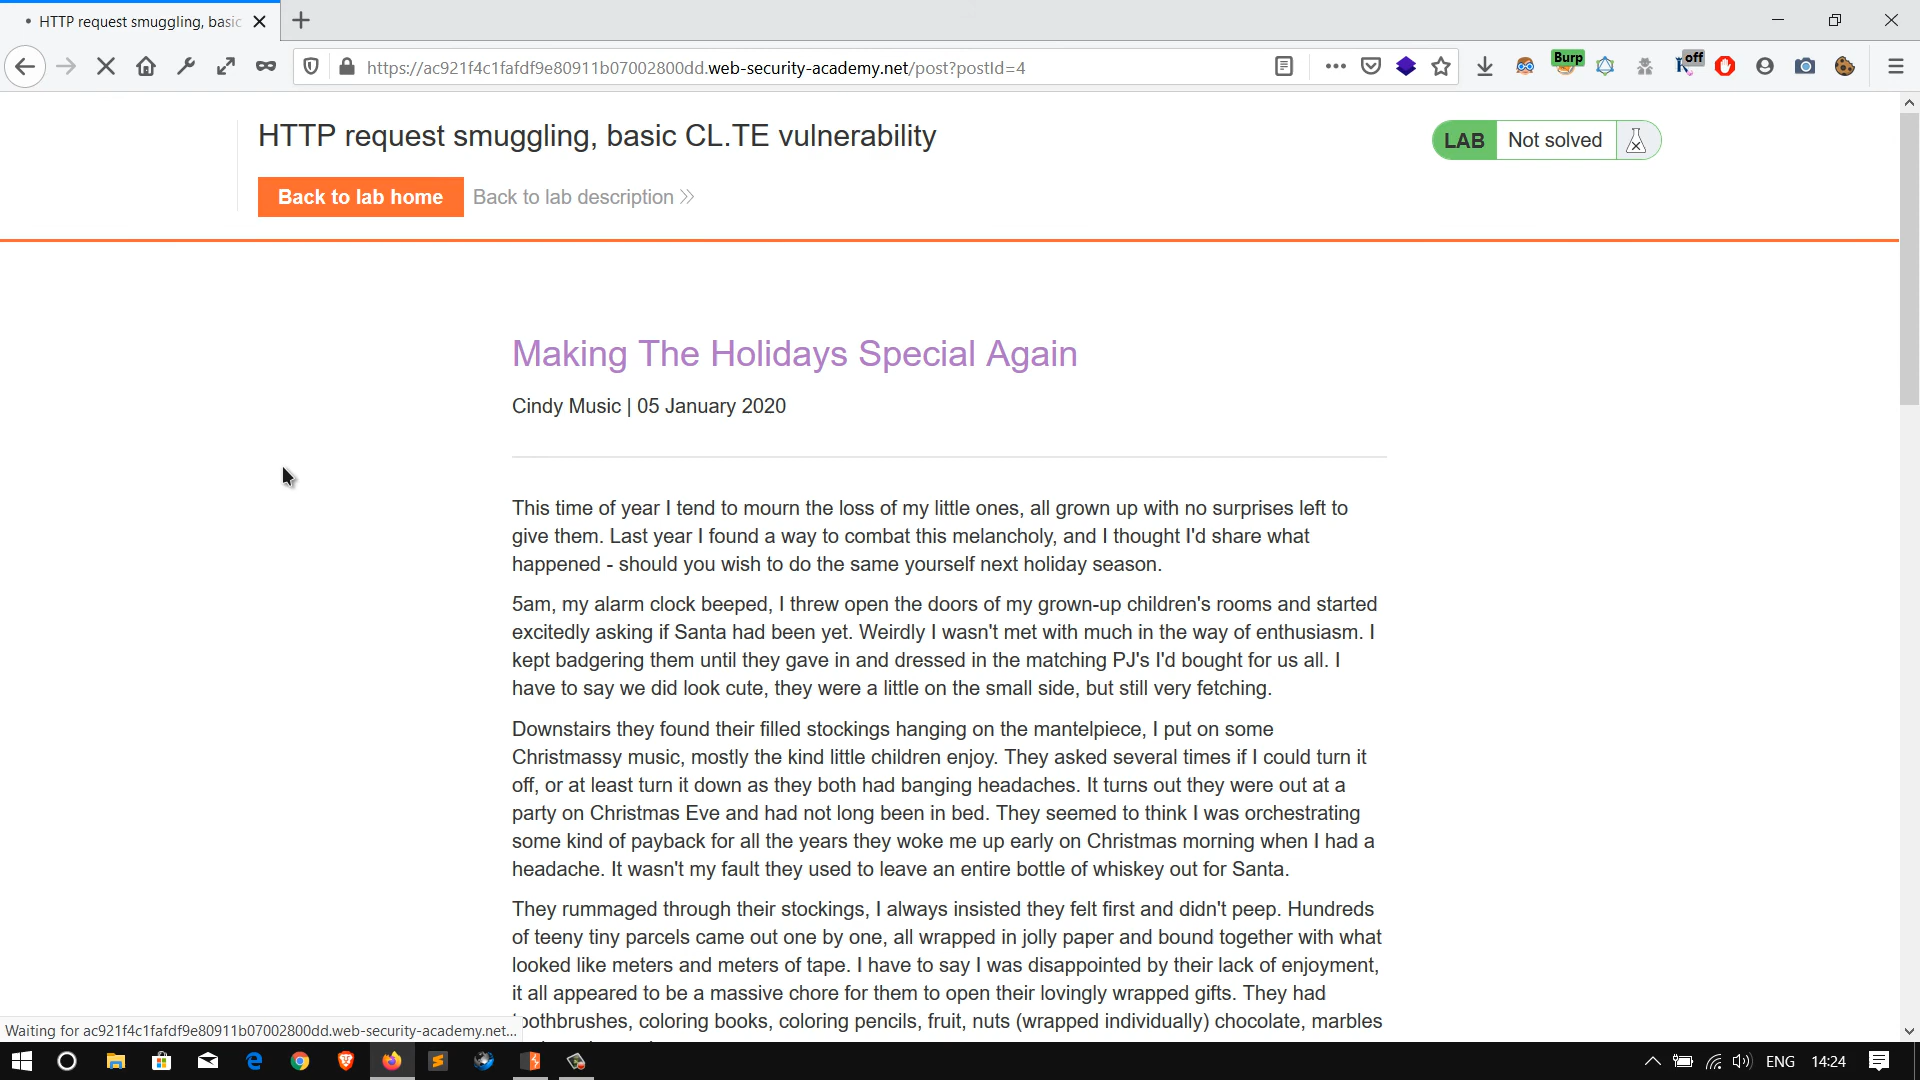 HTTP request smuggling, basic
https://ac921f4c1fafdf9e80911b07002800dd.web-security-academy.net/post?postId=4
Burp
off
HTTP request smuggling, basic CL.TE vulnerability
LAB Not solved
Back to lab home
Back to lab description
Making The Holidays Special Again
Cindy Music | 05 January 2020
This time of year I tend to mourn the loss of my little ones, all grown up with no surprises left to
give them. Last year I found a way to combat this melancholy, and I thought I'd share what
happened - should you wish to do the same yourself next holiday season.
5am, my alarm clock beeped, I threw open the doors of my grown-up children's rooms and started
excitedly asking if Santa had been yet. Weirdly I wasn't met with much in the way of enthusiasm. I
kept badgering them until they gave in and dressed in the matching PJ's I'd bought for us all. I
have to say we did look cute, they were a little on the small side, but still very fetching.
Downstairs they found their filled stockings hanging on the mantelpiece, I put on some
Christmassy music, mostly the kind little children enjoy. They asked several times if I could turn it
off, or at least turn it down as they both had banging headaches. It turns out they were out at a
party on Christmas Eve and had not long been in bed. They seemed to think I was orchestrating
some kind of payback for all the years they woke me up early on Christmas morning when I had a
headache. It wasn't my fault they used to leave an entire bottle of whiskey out for Santa.
They rummaged through their stockings, I always insisted they felt first and didn't peep. Hundreds
of teeny tiny parcels came out one by one, all wrapped in jolly paper and bound together with what
looked like meters and meters of tape. I have to say I was disappointed by their lack of enjoyment,
it all appeared to be a massive chore for them to open their lovingly wrapped gifts. They had
toothbrushes, coloring books, coloring pencils, fruit, nuts (wrapped individually) chocolate, marbles
Waiting for ac921f4c1fafdf9e80911b07002800dd.web-security-academy.net...
ENG 14:24